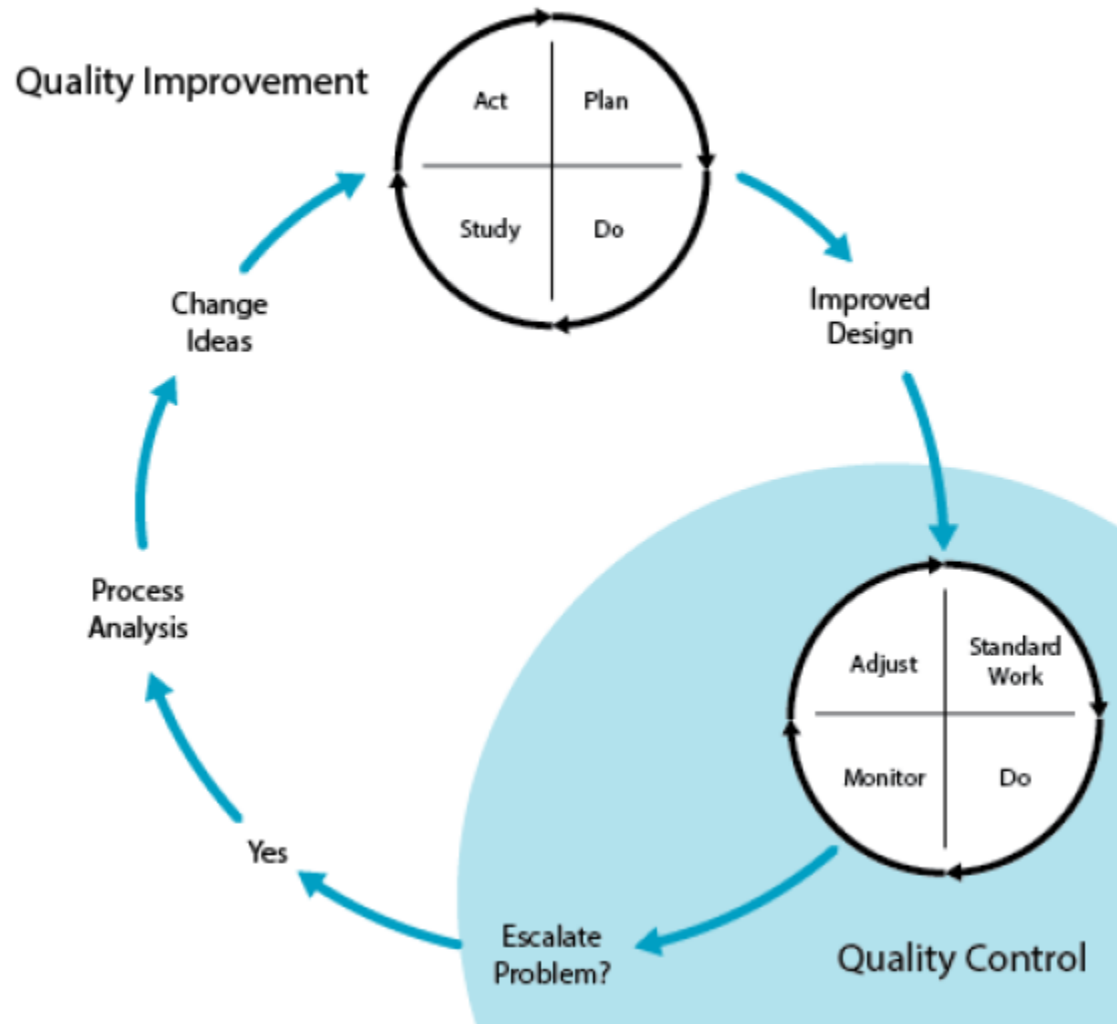 Quality Improvement
Act
Plan
Study
Do
Change
Ideas
Improved
Design
Process
Analysis
Adjust
Standard
Work
Monitor
Do
Yes
Escalate
Problem?
Quality Control